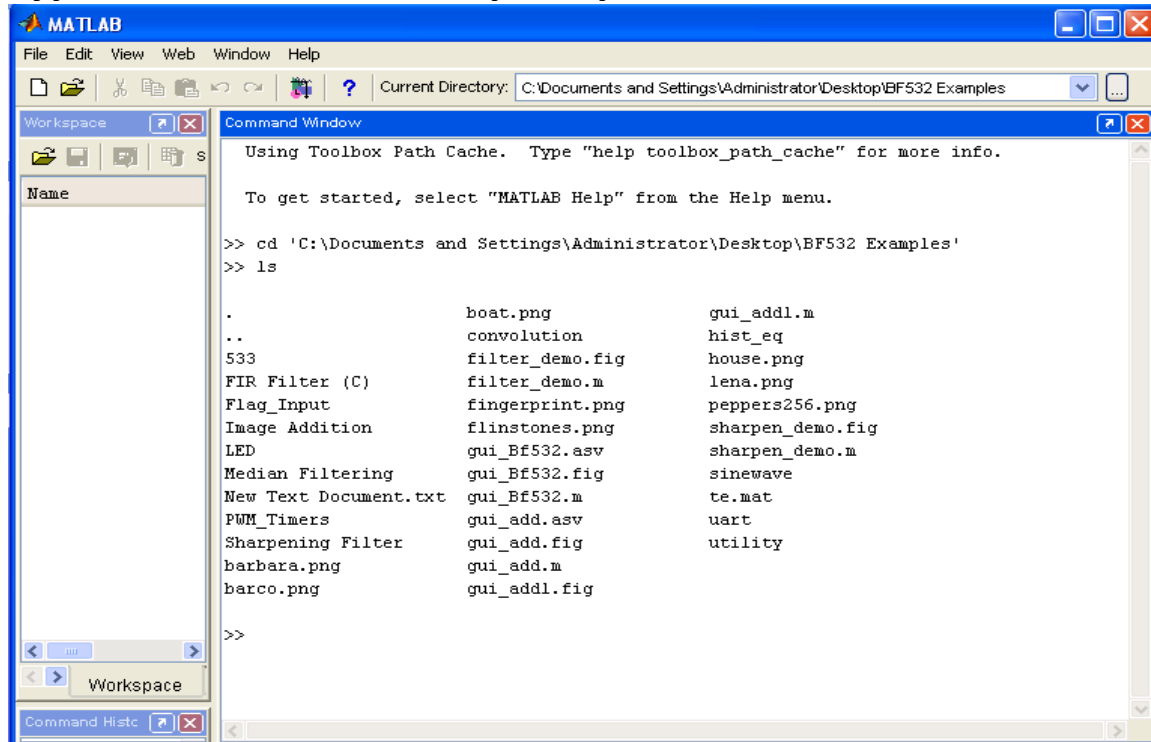 MATLAB
File Edit View Web Window Help
Current Directory: C:\Documents and Settings\Administrator\Desktop\BF532 Examples
Workspace
Command Window
S
Name
Using Toolbox Path Cache. Type "help toolbox_path_cache" for more info.
To get started, select "MATLAB Help" from the Help menu.
>> cd 'C:\Documents and Settings\Administrator\Desktop\BF532 Examples'
>> ls
. boat.png gui_addl.m
.. convolution hist_eq
533 filter_demo.fig house.png
FIR Filter (C) filter_demo.m lena.png
Flag_Input fingerprint.png peppers256.png
Image Addition flinstones.png sharpen_demo.fig
LED gui_Bf532.asv sharpen_demo.m
Median Filtering gui_Bf532.fig sinewave
New Text Document.txt gui_Bf532.m te.mat
PWM_Timers gui_add.asv uart
Sharpening Filter gui_add.fig utility
barbara.png gui_add.m
barco.png gui_addl.fig
>>
Workspace
Command Histo